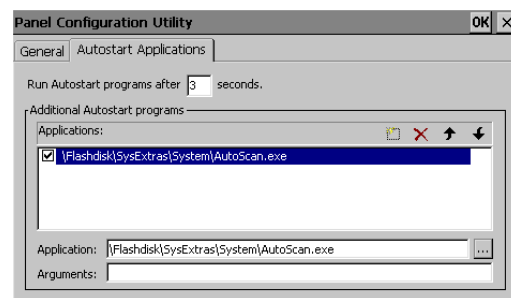 Panel Configuration Utility OK
General Autostart Applications
Run Autostart programs after 3 seconds.
Additional Autostart programs
Applications:
\Flashdisk\SysExtras\System\AutoScan.exe
Application: \Flashdisk\SysExtras\System\AutoScan.exe ...
Arguments: